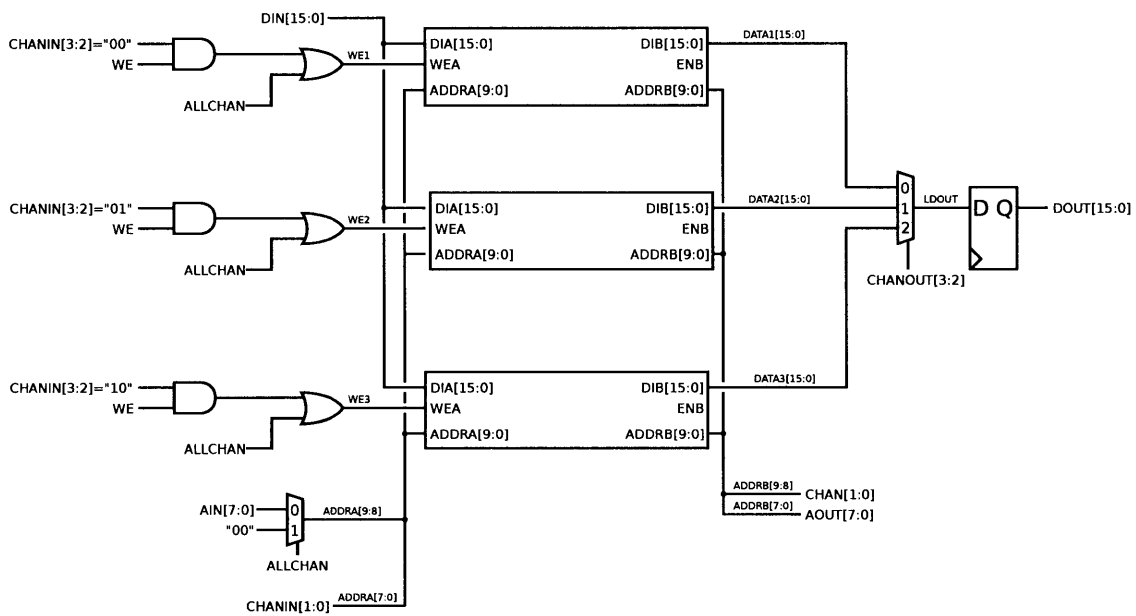 DIN[15:0]
CHANIN[3:2]="00"
WE
ALLCHAN
WE1
DIA[15:0] DIB[15:0]
WEA ENB
ADDRA[9:0] ADDRB[9:0]
DATA1[15:0]
CHANIN[3:2]="01"
WE
ALLCHAN
WE2
DIA[15:0] DIB[15:0]
WEA ENB
ADDRA[9:0] ADDRB[9:0]
DATA2[15:0]
0
1
2
LDOUT
D Q
DOUT[15:0]
CHANOUT[3:2]
CHANIN[3:2]="10"
WE
ALLCHAN
WE3
DIA[15:0] DIB[15:0]
WEA ENB
ADDRA[9:0] ADDRB[9:0]
DATA3[15:0]
AIN[7:0] 0
"00" 1
ADDRA[9:8]
ALLCHAN
CHANIN[1:0]
ADDRA[7:0]
ADDRB[9:8]
CHAN[1:0]
ADDRB[7:0]
AOUT[7:0]